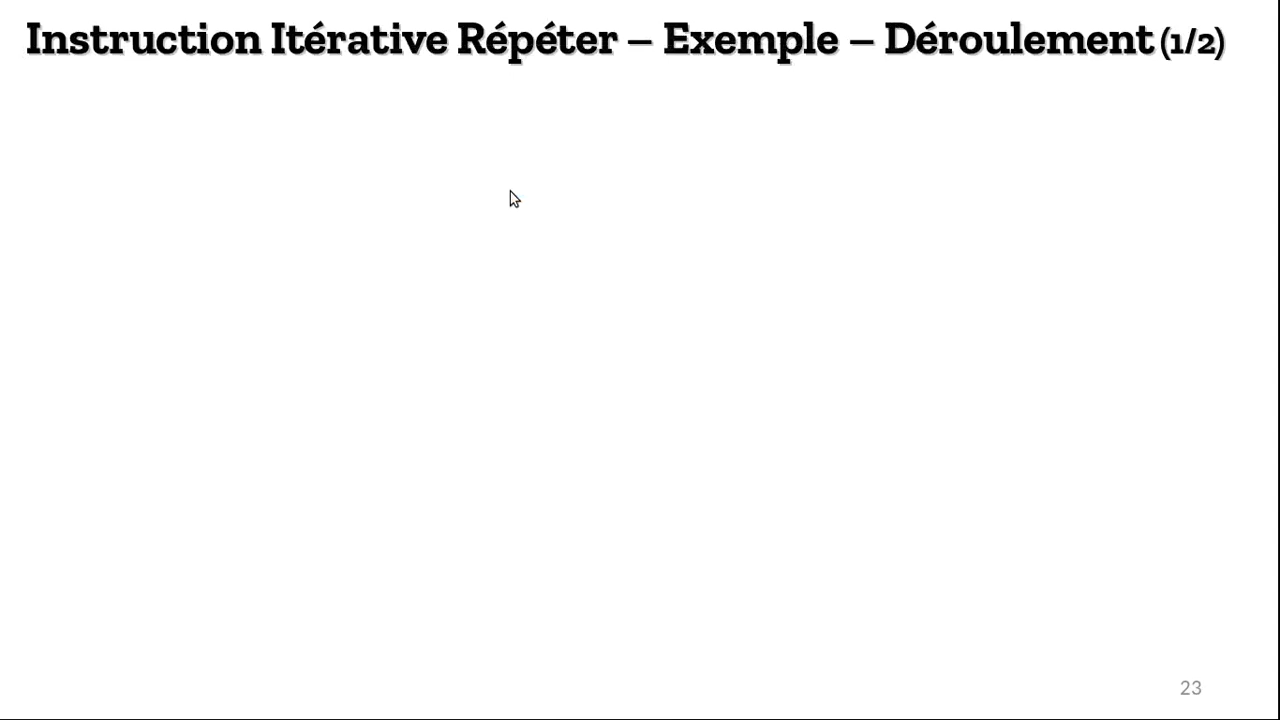 Instruction Itérative Répéter – Exemple – Déroulement (1/2)
23